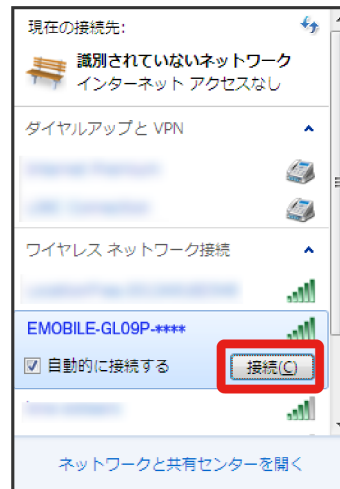 現在の接続先:
識別されていないネットワーク
インターネット アクセスなし
ダイヤルアップと VPN
ワイヤレス ネットワーク接続
EMOBILE-GL09P-****
自動的に接続する
接続(C)
ネットワークと共有センターを開く